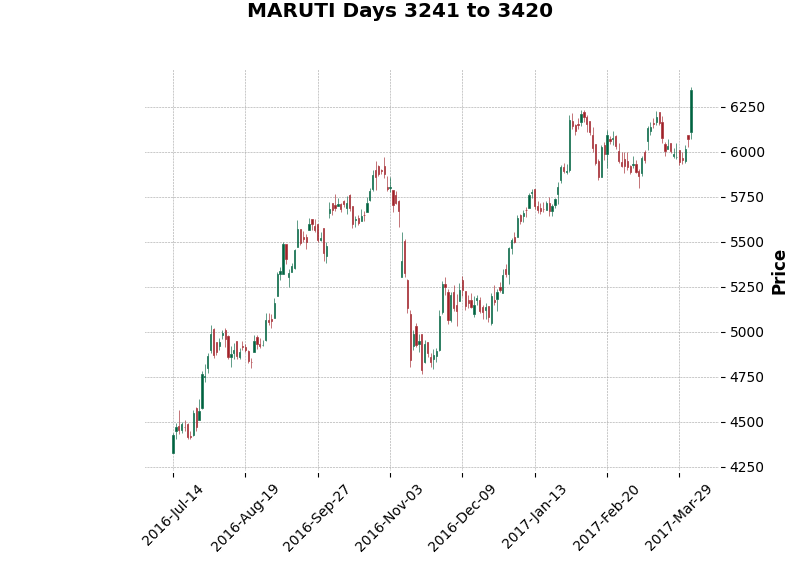 MARUTI Days 3241 to 3420
6250
6000
5750
5500
5250
5000
4750
4500
4250
Price
2016-Jul-14
2016-Aug-19
2016-Sep-27
2016-Nov-03
2016-Dec-09
2017-Jan-13
2017-Feb-20
2017-Mar-29